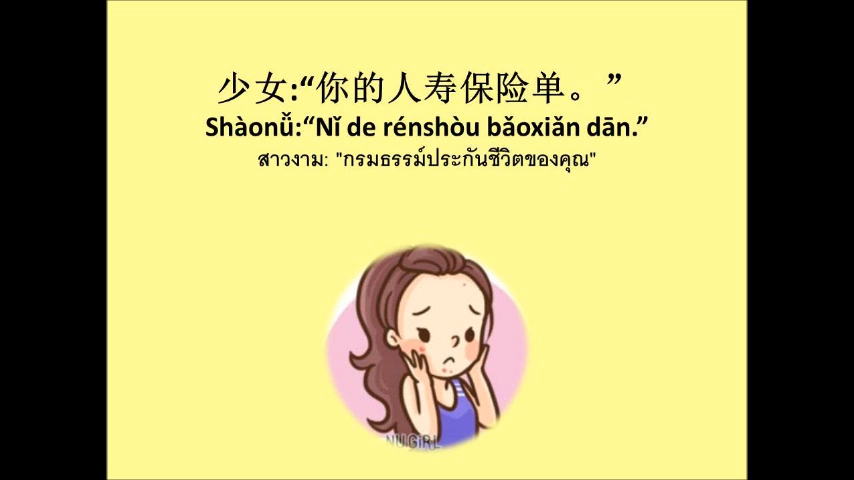 少女:“你的人寿保险单。”
Shàonǚ:“Nǐ de rénshòu bǎoxiǎn dān.”
สาวงาม: "กรมธรรม์ประกันชีวิตของคุณ"
NUGIRL